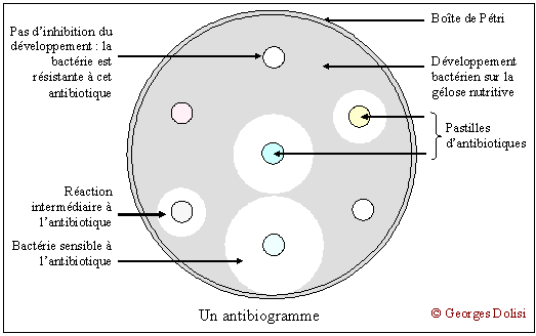 Pas d'inhibition du
développement : la
bactérie est
résistante à cet
antibiotique
Boîte de Pétri
Développement
bactérien sur la
gélose nutritive
Pastilles
d'antibiotiques
Réaction
intermédiaire à
l'antibiotique
Bactérie sensible à
l'antibiotique
Un antibiogramme
© Georges Dolisi